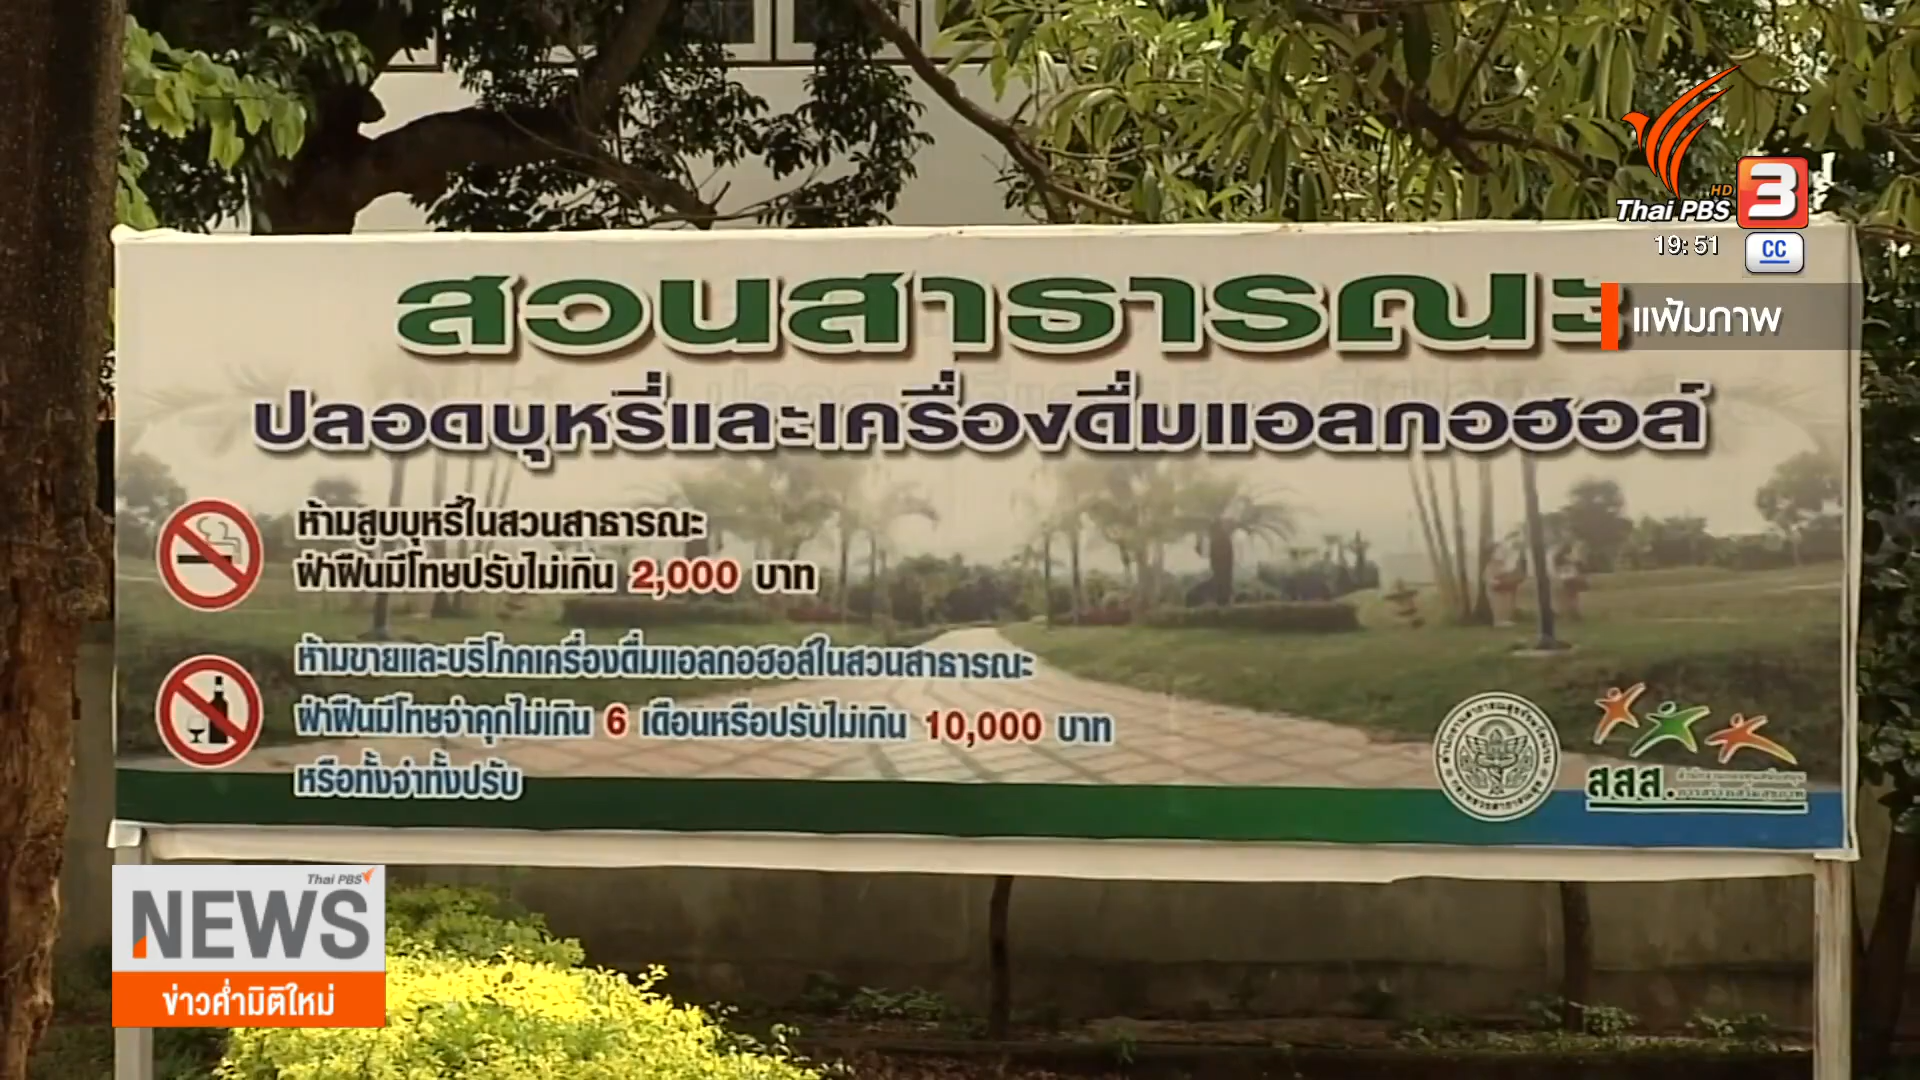 HD
Thai PBS 3
19:51 CC
แฟ้มภาพ
สวนสาธารณะ
ปลอดบุหรี่และเครื่องดื่มแอลกอฮอล์
ห้ามสูบบุหรี่ในสวนสาธารณะ
ฝ่าฝืนมีโทษปรับไม่เกิน 2,000 บาท
ห้ามขายและบริโภคเครื่องดื่มแอลกอฮอล์ในสวนสาธารณะ
ฝ่าฝืนมีโทษจำคุกไม่เกิน 6 เดือนหรือปรับไม่เกิน 10,000 บาท
หรือทั้งจำทั้งปรับ
สสส.
Thai PBS
NEWS
ข่าวค่ำมิติใหม่